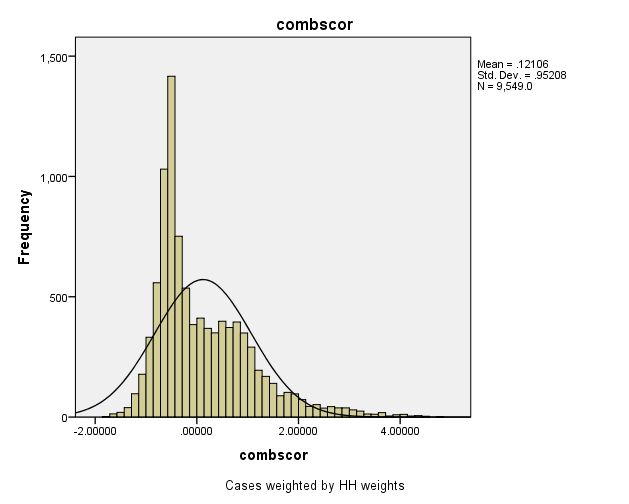 combscor
Mean = .12106
Std. Dev. = .95208
N = 9,549.0
1,500
1,000
500
0
Frequency
-2.00000
.00000
2.00000
4.00000
combscor
Cases weighted by HH weights